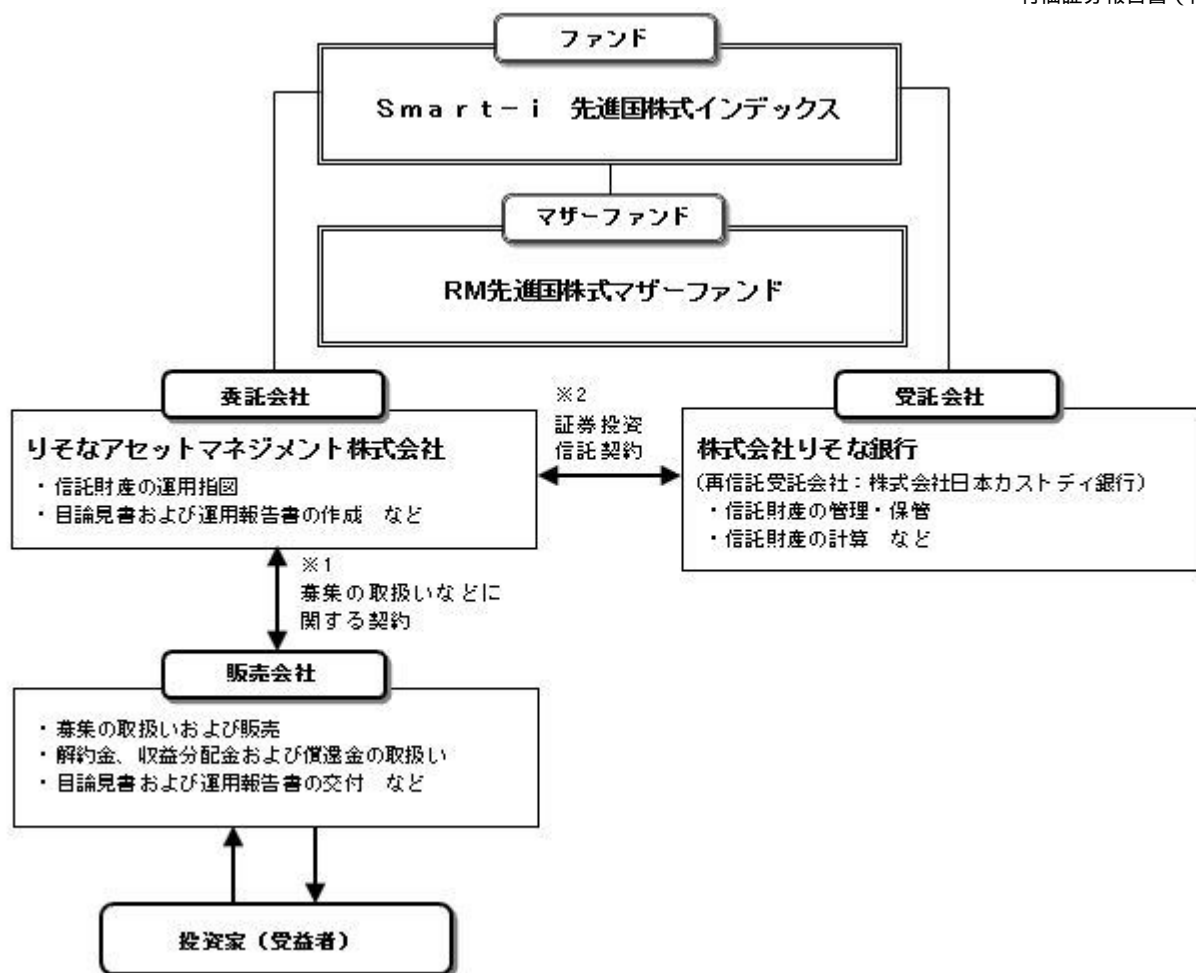 ファンド
Smart-i 先進国株式インデックス
マザーファンド
RM先進国株式マザーファンド
委託会社
りそなアセットマネジメント株式会社
・信託財産の運用指図
・目論見書および運用報告書の作成 など
※2
証券投資
信託契約
受託会社
株式会社りそな銀行
(再信託受託会社:株式会社日本カストディ銀行)
・信託財産の管理・保管
・信託財産の計算 など
※1
募集の取扱いなどに
関する契約
販売会社
・募集の取扱いおよび販売
・解約金、収益分配金および償還金の取扱い
・目論見書および運用報告書の交付 など
投資家(受益者)